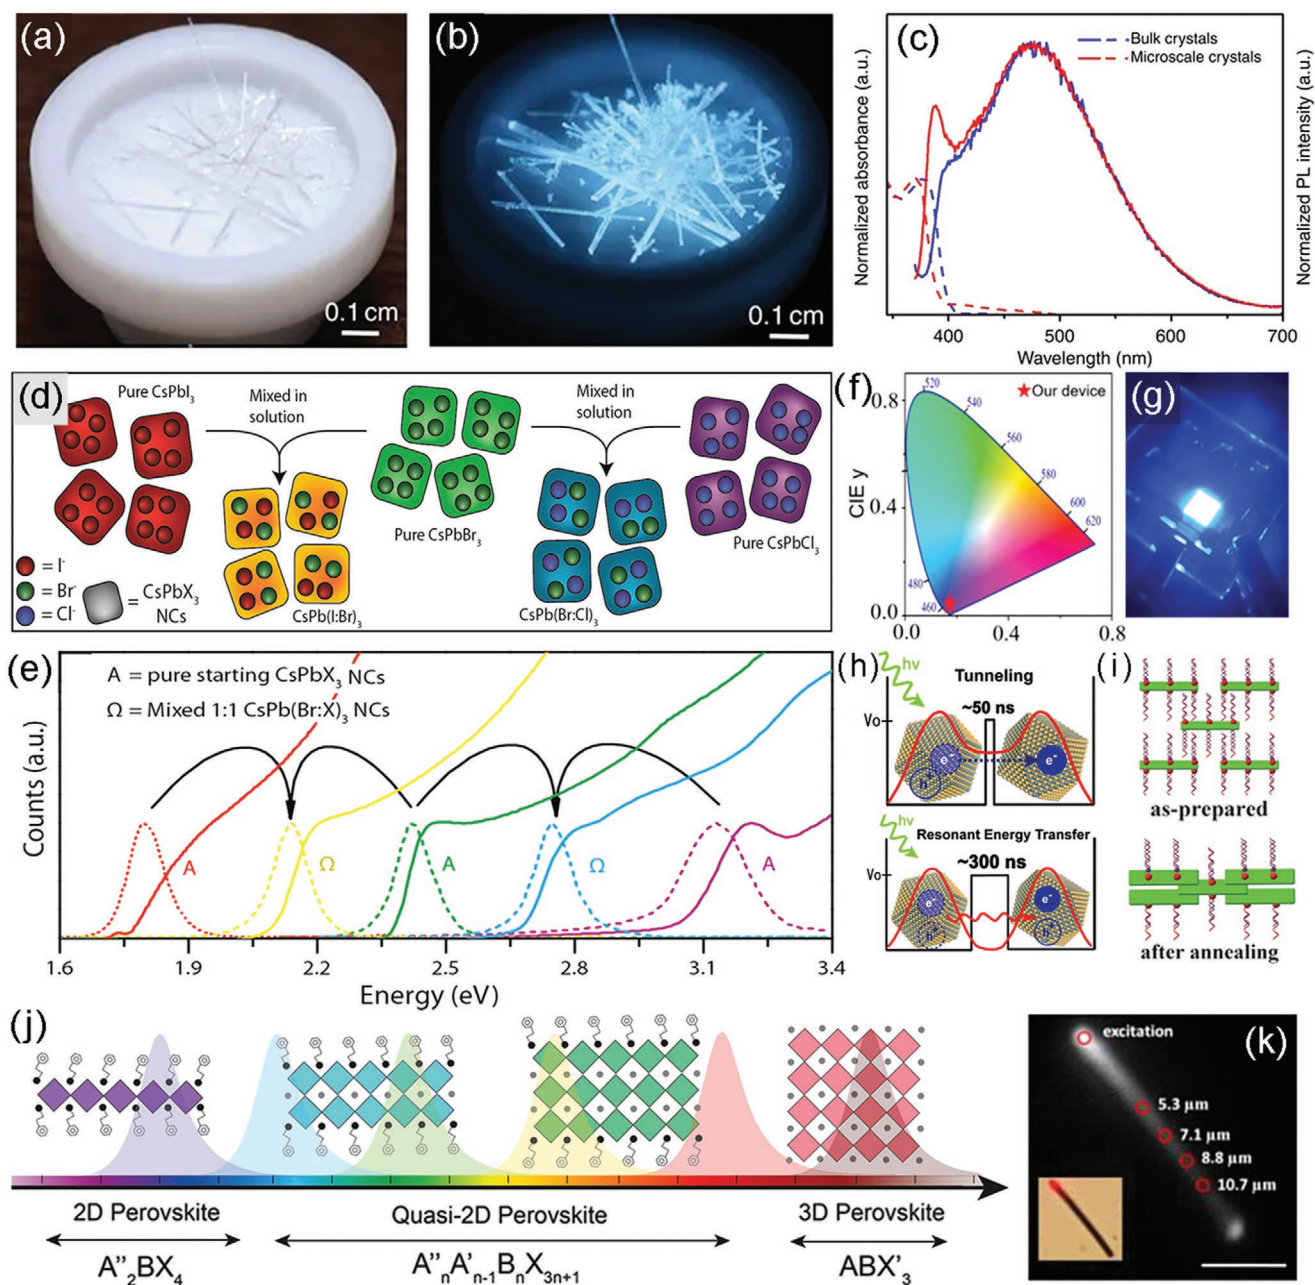 (a)
0.1 cm
(b)
0.1 cm
(c)
Bulk crystals
Microscale crystals
Normalized absorbance (a.u.)
Normalized PL intensity (a.u.)
400 500 600 700
Wavelength (nm)
(d)
Pure CsPbI₃
Mixed in
solution
Pure CsPbBr₃
Mixed in
solution
Pure CsPbCl₃
= I⁻
= Br⁻
= Cl⁻
= CsPbX₃
NCs
CsPb(I:Br)₃
CsPb(Br:Cl)₃
(f)
★Our device
CIE y
0.8
0.4
0.0
0.0 0.4 0.8
520
540
560
580
600
620
480
460
(g)
(e)
A = pure starting CsPbX₃ NCs
Ω = Mixed 1:1 CsPb(Br:X)₃ NCs
Counts (a.u.)
A Ω A Ω A
1.6 1.9 2.2 2.5 2.8 3.1 3.4
Energy (eV)
(h)
hv
Tunneling
Vo
~50 ns
e⁻ e⁻
h⁺
hv
Resonant Energy Transfer
Vo
~300 ns
e⁻ e⁻
h⁺ h⁺
(i)
as-prepared
after annealing
(j)
2D Perovskite
Quasi-2D Perovskite
3D Perovskite
A''₂BX₄
A''ₙA'ₙ₋₁BₙX₃ₙ₊₁
ABX'₃
(k)
excitation
5.3 µm
7.1 µm
8.8 µm
10.7 µm